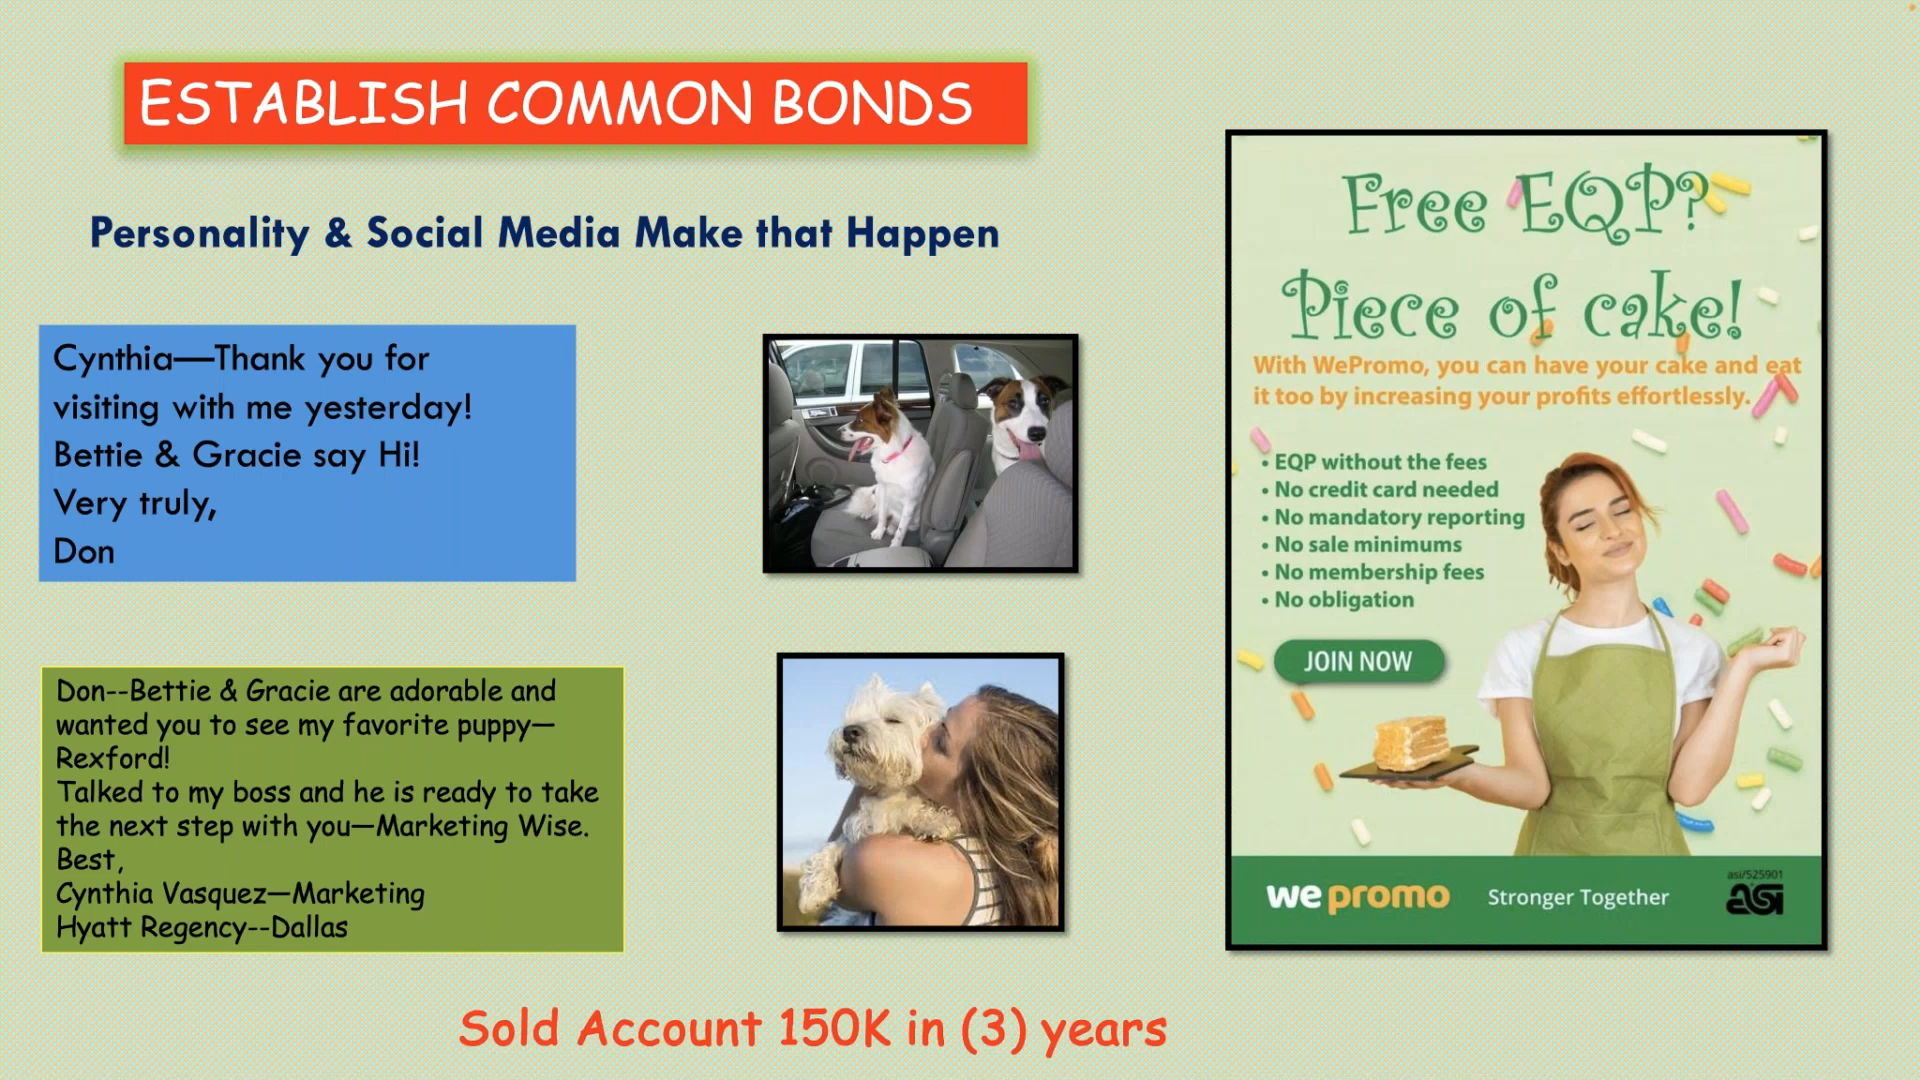 ESTABLISH COMMON BONDS
Personality & Social Media Make that Happen
Cynthia—Thank you for
visiting with me yesterday!
Bettie & Gracie say Hi!
Very truly,
Don
Don--Bettie & Gracie are adorable and
wanted you to see my favorite puppy—
Rexford!
Talked to my boss and he is ready to take
the next step with you—Marketing Wise.
Best,
Cynthia Vasquez—Marketing
Hyatt Regency--Dallas
Sold Account 150K in (3) years
Free EQP?
Piece of cake!
With WePromo, you can have your cake and eat
it too by increasing your profits effortlessly.
• EQP without the fees
• No credit card needed
• No mandatory reporting
• No sale minimums
• No membership fees
• No obligation
JOIN NOW
we promo
Stronger Together
asi/525901
asi